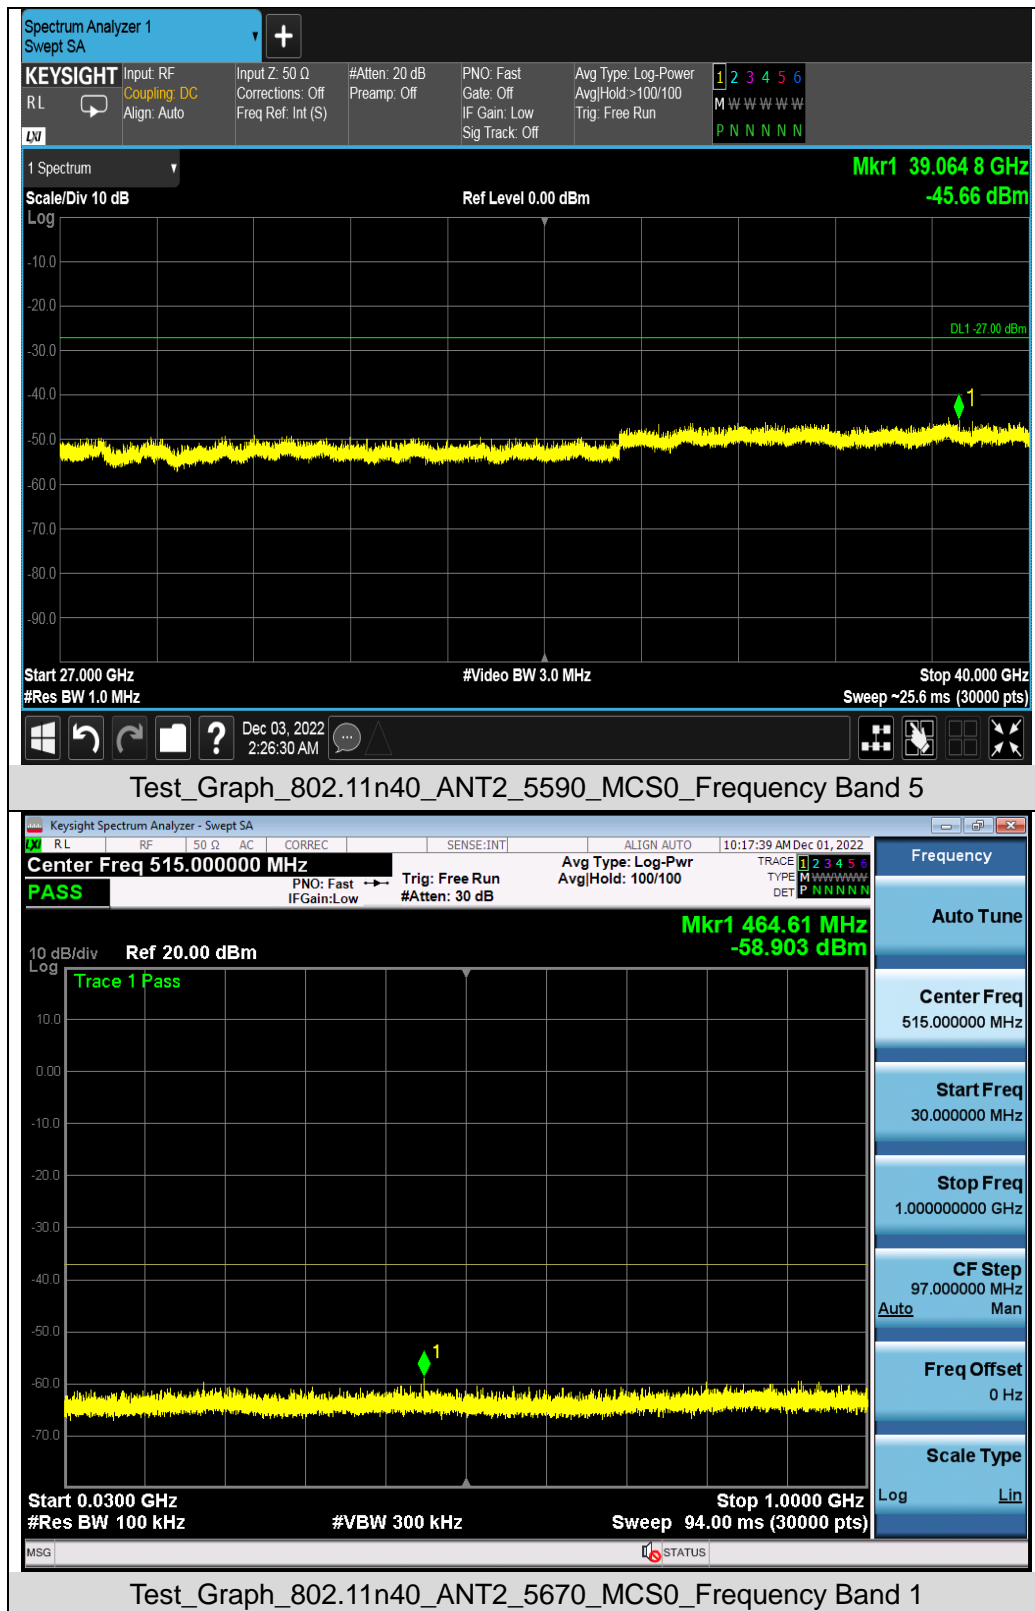 Spectrum Analyzer 1
Swept SA
+
KEYSIGHT
Input: RF
Coupling: DC
Align: Auto
Input Z: 50 Ω
Corrections: Off
Freq Ref: Int (S)
#Atten: 20 dB
Preamp: Off
PNO: Fast
Gate: Off
IF Gain: Low
Sig Track: Off
Avg Type: Log-Power
Avg|Hold:>100/100
Trig: Free Run
1 2 3 4 5 6
M W W W W W
P N N N N N
R L
LXI
1 Spectrum
Mkr1 39.064 8 GHz
Scale/Div 10 dB
Ref Level 0.00 dBm
-45.66 dBm
Log
-10.0
-20.0
DL1 -27.00 dBm
-30.0
-40.0
1
-50.0
-60.0
-70.0
-80.0
-90.0
Start 27.000 GHz
#Video BW 3.0 MHz
Stop 40.000 GHz
#Res BW 1.0 MHz
Sweep ~25.6 ms (30000 pts)
?
Dec 03, 2022
2:26:30 AM
Test_Graph_802.11n40_ANT2_5590_MCS0_Frequency Band 5
Keysight Spectrum Analyzer - Swept SA
LXI RL RF 50 Ω AC CORREC SENSE:INT ALIGN AUTO 10:17:39 AM Dec 01, 2022
Center Freq 515.000000 MHz
PASS
PNO: Fast
IFGain:Low
Trig: Free Run
#Atten: 30 dB
Avg Type: Log-Pwr
Avg|Hold: 100/100
TRACE 1 2 3 4 5 6
TYPE M W W W W W
DET P N N N N N
Frequency
Mkr1 464.61 MHz
-58.903 dBm
10 dB/div
Log
Ref 20.00 dBm
Trace 1 Pass
10.0
0.00
-10.0
-20.0
-30.0
-40.0
-50.0
1
-60.0
-70.0
Start 0.0300 GHz
Stop 1.0000 GHz
#Res BW 100 kHz
#VBW 300 kHz
Sweep 94.00 ms (30000 pts)
Auto Tune
Center Freq
515.000000 MHz
Start Freq
30.000000 MHz
Stop Freq
1.000000000 GHz
CF Step
97.000000 MHz
Auto Man
Freq Offset
0 Hz
Scale Type
Log Lin
MSG
STATUS
Test_Graph_802.11n40_ANT2_5670_MCS0_Frequency Band 1